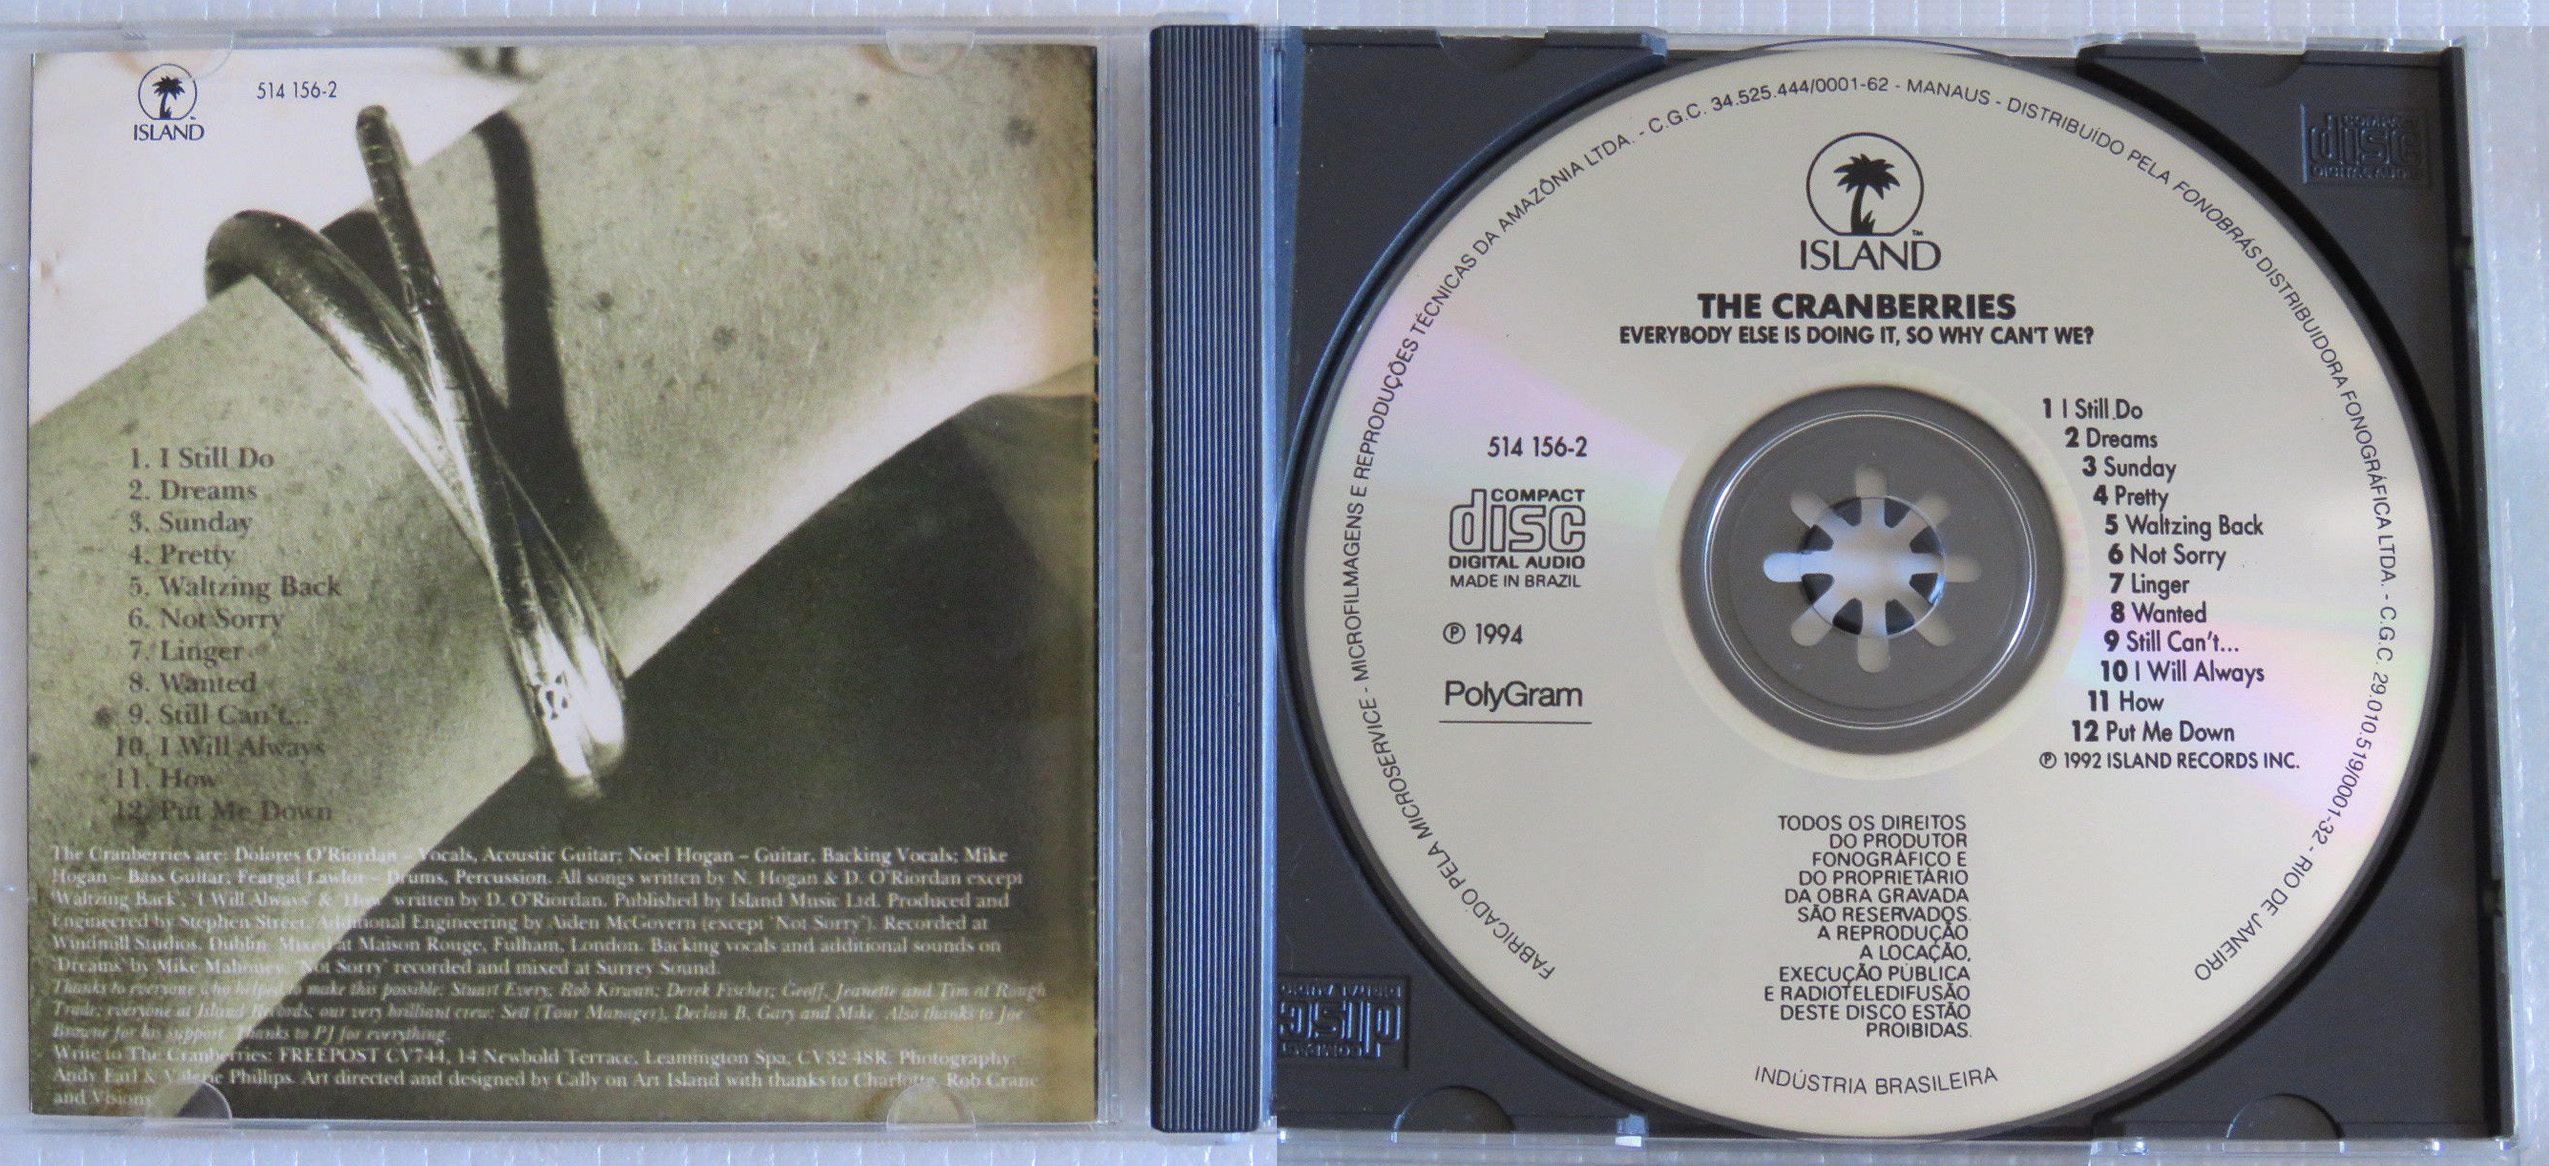 ISLAND
514 156-2
1. I Still Do
2. Dreams
3. Sunday
4. Pretty
5. Waltzing Back
6. Not Sorry
7. Linger
8. Wanted
9. Still Can't...
10. I Will Always
11. How
12. Put Me Down
The Cranberries are: Dolores O'Riordan – Vocals, Acoustic Guitar; Noel Hogan – Guitar, Backing Vocals; Mike
Hogan – Bass Guitar, Feargal Lawlor – Drums, Percussion. All songs written by N. Hogan & D. O'Riordan except
'Waltzing Back', 'I Will Always' & 'How' written by D. O'Riordan. Published by Island Music Ltd. Produced and
Engineered by Stephen Street. Additional Engineering by Aiden McGovern (except 'Not Sorry'). Recorded at
Windmill Studios, Dublin. Mixed at Maison Rouge, Fulham, London. Backing vocals and additional sounds on
'Dreams' by Mike Mahoney. 'Not Sorry' recorded and mixed at Surrey Sound.
Thanks to everyone who helped to make this possible: Stuart Every; Rob Kirwan; Derek Fischer; Geoff, Jeanette and Tim at Rough
Trade; everyone at Island Records; our very brilliant crew: Sett (Tour Manager), Declan B, Gary and Mike. Also thanks to Joe
Browne for his support. Thanks to PJ for everything.
Write to The Cranberries: FREEPOST CV744, 14 Newbold Terrace, Leamington Spa, CV32 4BR. Photography:
Andy Earl & Valerie Phillips. Art directed and designed by Cally on Art Island with thanks to Charlotte, Rob Crane
and Visions
FABRICADO PELA MICROSERVICE - MICROFILMAGENS E REPRODUÇÕES TÉCNICAS DA AMAZÔNIA LTDA. - C.G.C. 34.525.444/0001-62 - MANAUS - DISTRIBUÍDO PELA FONOBRÁS DISTRIBUIDORA FONOGRÁFICA LTDA. - C.G.C. 29.010.519/0001-32 - RIO DE JANEIRO
ISLAND
THE CRANBERRIES
EVERYBODY ELSE IS DOING IT, SO WHY CAN'T WE?
514 156-2
COMPACT
disc
DIGITAL AUDIO
MADE IN BRAZIL
℗ 1994
PolyGram
1 I Still Do
2 Dreams
3 Sunday
4 Pretty
5 Waltzing Back
6 Not Sorry
7 Linger
8 Wanted
9 Still Can't...
10 I Will Always
11 How
12 Put Me Down
℗ 1992 ISLAND RECORDS INC.
TODOS OS DIREITOS
DO PRODUTOR
FONOGRÁFICO E
DO PROPRIETÁRIO
DA OBRA GRAVADA
SÃO RESERVADOS.
A REPRODUÇÃO
A LOCAÇÃO,
EXECUÇÃO PÚBLICA
E RADIOTELEDIFUSÃO
DESTE DISCO ESTÃO
PROIBIDAS.
INDÚSTRIA BRASILEIRA
COMPACT
disc
DIGITAL AUDIO
COMPACT
disc
DIGITAL AUDIO